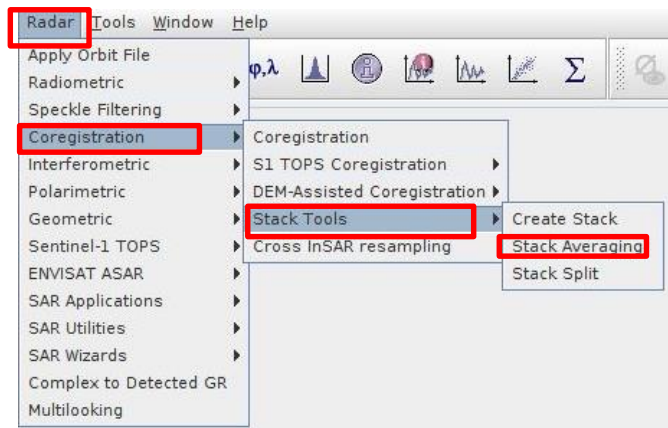 Radar Tools Window Help
φ,λ Σ
Apply Orbit File
Radiometric
Speckle Filtering
Coregistration
Interferometric
Polarimetric
Geometric
Sentinel-1 TOPS
ENVISAT ASAR
SAR Applications
SAR Utilities
SAR Wizards
Complex to Detected GR
Multilooking
Coregistration
S1 TOPS Coregistration
DEM-Assisted Coregistration
Stack Tools
Cross InSAR resampling
Create Stack
Stack Averaging
Stack Split